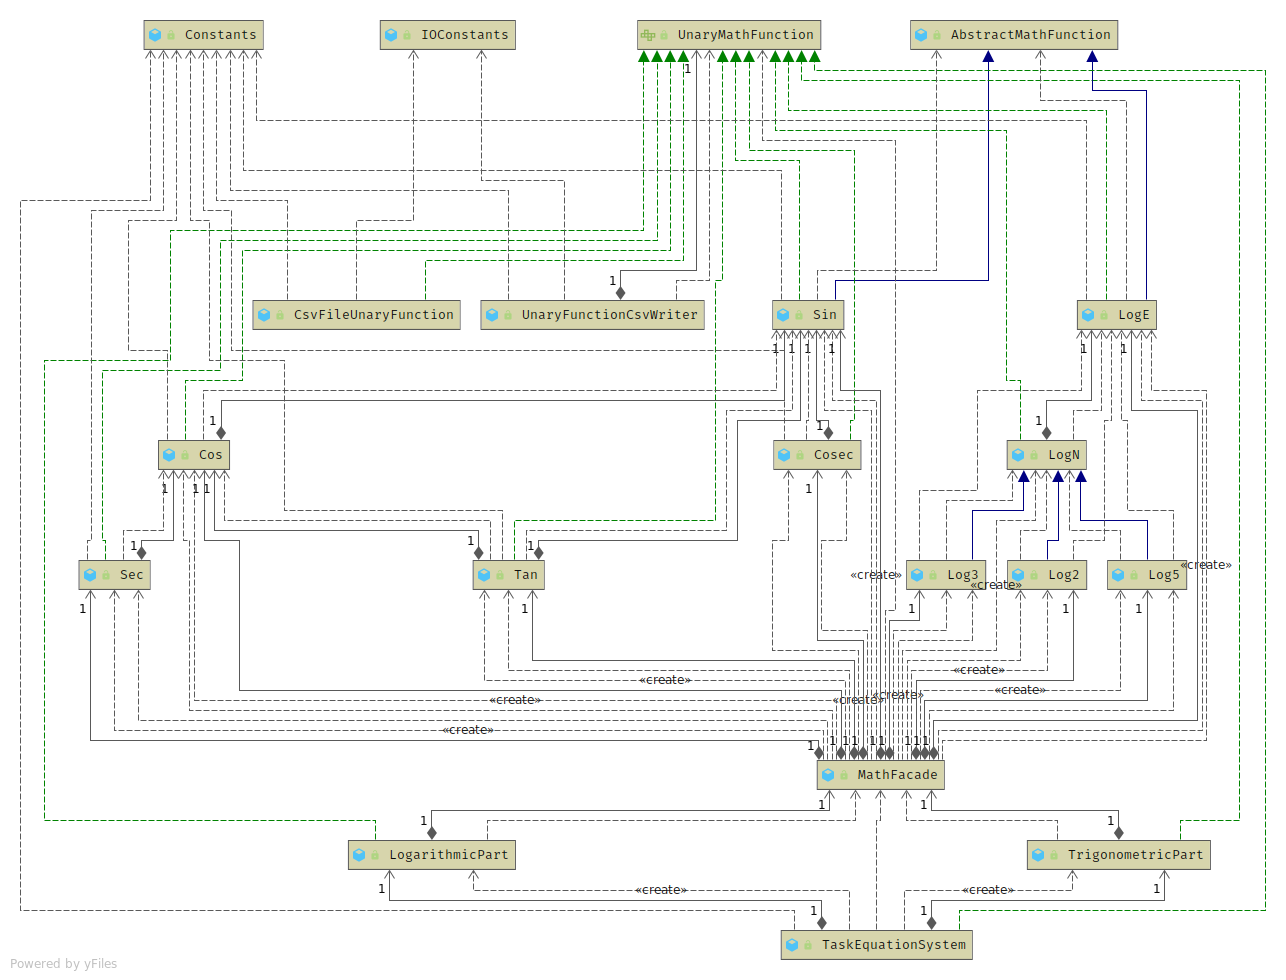 Constants
IOConstants
UnaryMathFunction
AbstractMathFunction
1
1
CsvFileUnaryFunction
UnaryFunctionCsvWriter
Sin
LogE
1 1 1 1
1 1
1
1
1
Cos
Cosec
LogN
1 1 1
1
1
1
1
Sec
Tan
«create»
Log3
«create»
Log2
Log5
«create»
1
1
1
1
1
«create»
«create»
«create»
«create»
«create»
«create»
«create»
1
1
1
1
1
1
1
1
1
MathFacade
1
1
1
1
LogarithmicPart
TrigonometricPart
1
«create»
«create»
1
1
1
TaskEquationSystem
Powered by yFiles